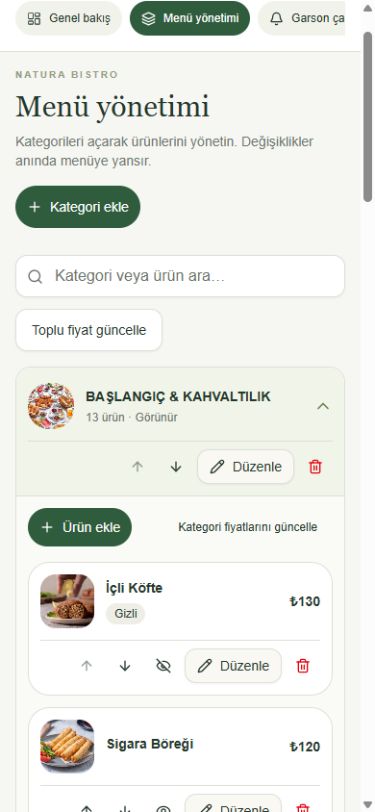 Genel bakış
Menü yönetimi
Garson ça
NATURA BISTRO
Menü yönetimi
Kategorileri açarak ürünlerini yönetin. Değişiklikler
anında menüye yansır.
+ Kategori ekle
Kategori veya ürün ara…
Toplu fiyat güncelle
BAŞLANGIÇ & KAHVALTILIK
13 ürün · Görünür
Düzenle
+ Ürün ekle
Kategori fiyatlarını güncelle
İçli Köfte
Gizli
₺130
Düzenle
Sigara Böreği
₺120
Düzenle